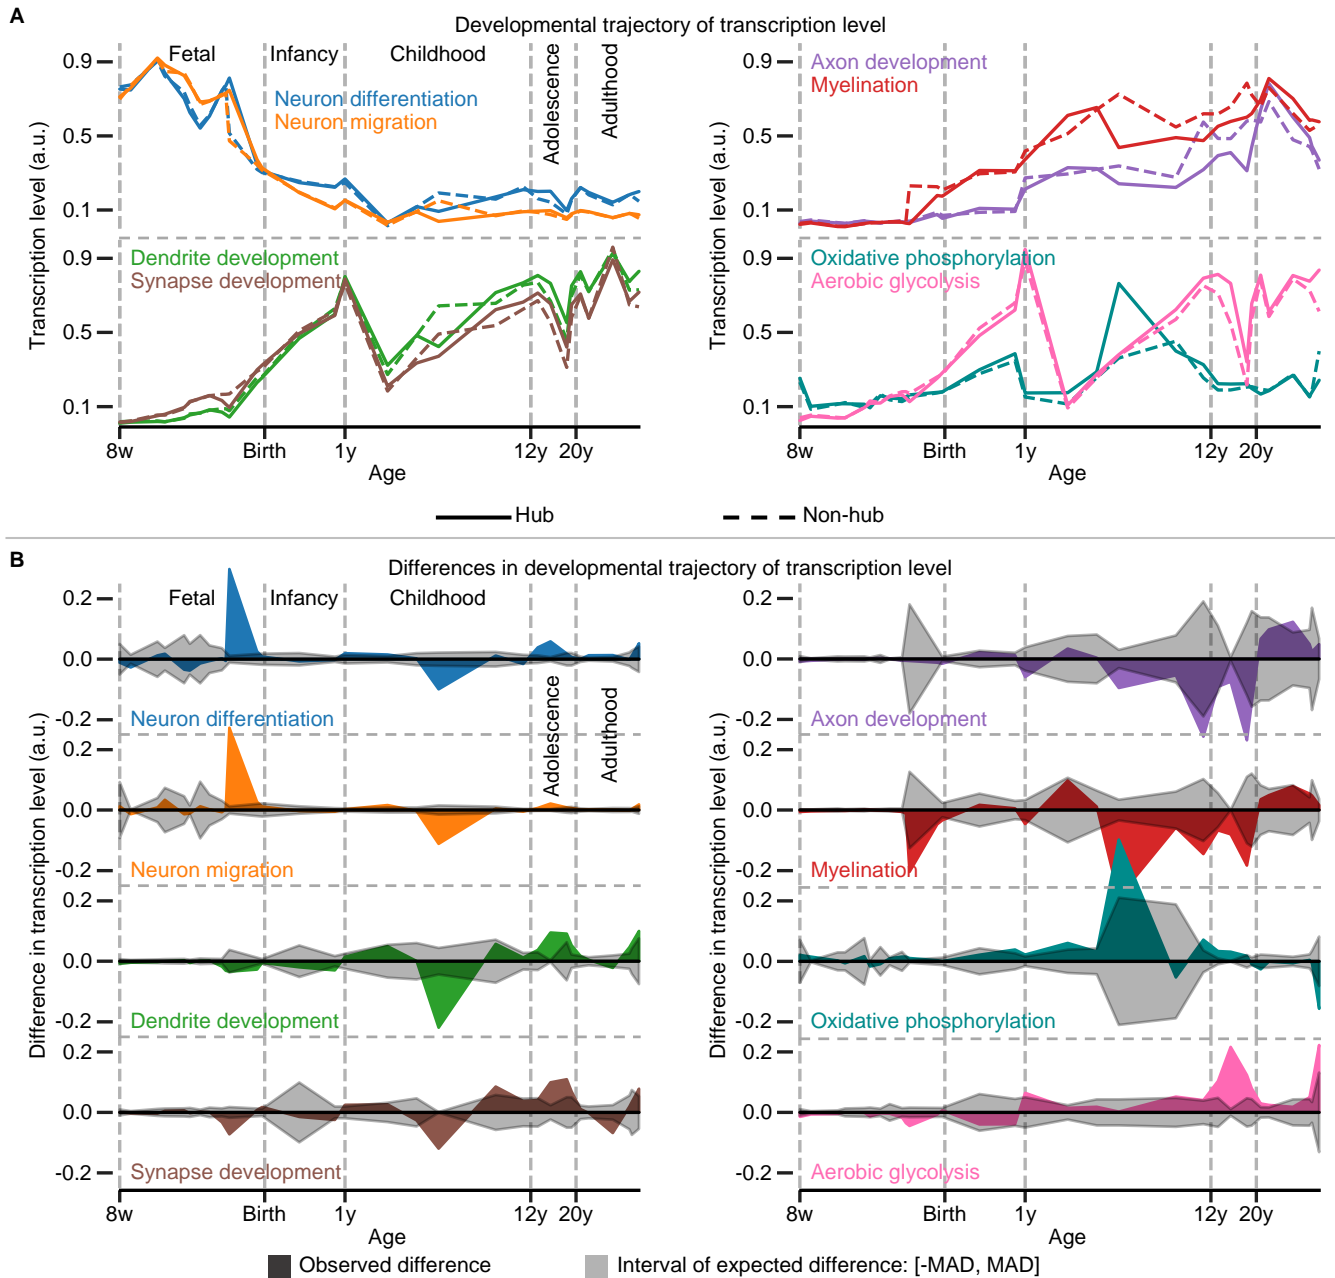 A
Developmental trajectory of transcription level
Fetal
Infancy
Childhood
Adolescence
Adulthood
Neuron differentiation
Neuron migration
0.9
0.5
0.1
Dendrite development
Synapse development
0.9
0.5
0.1
Transcription level (a.u.)
8w
Birth
1y
12y
20y
Age
Axon development
Myelination
0.9
0.5
0.1
Oxidative phosphorylation
Aerobic glycolysis
0.9
0.5
0.1
Transcription level (a.u.)
8w
Birth
1y
12y
20y
Age
Hub
Non-hub
B
Differences in developmental trajectory of transcription level
Fetal
Infancy
Childhood
Adolescence
Adulthood
0.2
0.0
-0.2
Neuron differentiation
0.2
0.0
-0.2
Neuron migration
0.2
0.0
-0.2
Dendrite development
0.2
0.0
-0.2
Synapse development
Difference in transcription level (a.u.)
8w
Birth
1y
12y
20y
Age
0.2
0.0
-0.2
Axon development
0.2
0.0
-0.2
Myelination
0.2
0.0
-0.2
Oxidative phosphorylation
0.2
0.0
-0.2
Aerobic glycolysis
Difference in transcription level (a.u.)
8w
Birth
1y
12y
20y
Age
Observed difference
Interval of expected difference: [-MAD, MAD]